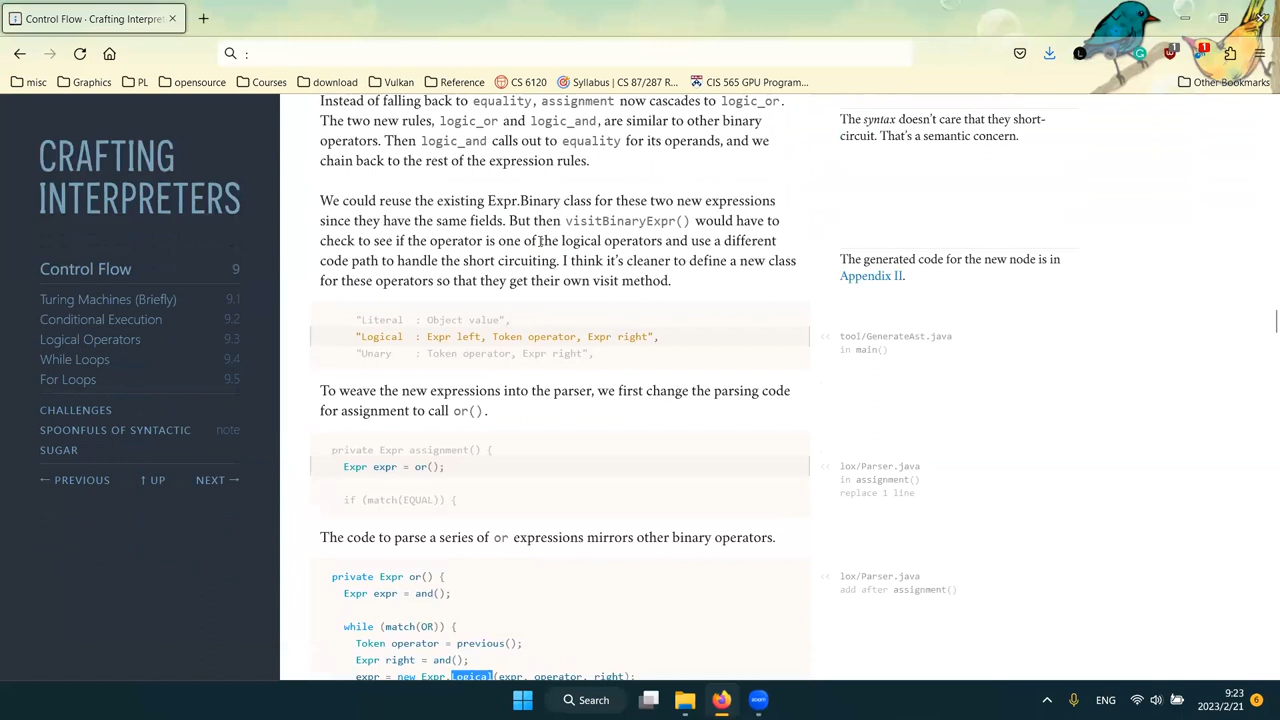 Control Flow · Crafting Interpret
:
misc
Graphics
PL
opensource
Courses
download
Vulkan
Reference
CS 6120
Syllabus | CS 87/287 R...
CIS 565 GPU Program...
Other Bookmarks
1
1
CRAFTING
INTERPRETERS
Control Flow 9
Turing Machines (Briefly) 9.1
Conditional Execution 9.2
Logical Operators 9.3
While Loops 9.4
For Loops 9.5
CHALLENGES
SPOONFULS OF SYNTACTIC SUGAR note
← PREVIOUS ↑ UP NEXT →
Instead of falling back to equality, assignment now cascades to logic_or.
The two new rules, logic_or and logic_and, are similar to other binary
operators. Then logic_and calls out to equality for its operands, and we
chain back to the rest of the expression rules.
We could reuse the existing Expr.Binary class for these two new expressions
since they have the same fields. But then visitBinaryExpr() would have to
check to see if the operator is one of the logical operators and use a different
code path to handle the short circuiting. I think it's cleaner to define a new class
for these operators so that they get their own visit method.
"Literal : Object value",
"Logical : Expr left, Token operator, Expr right",
"Unary : Token operator, Expr right",
To weave the new expressions into the parser, we first change the parsing code
for assignment to call or().
private Expr assignment() {
Expr expr = or();
if (match(EQUAL)) {
The code to parse a series of or expressions mirrors other binary operators.
private Expr or() {
Expr expr = and();
while (match(OR)) {
Token operator = previous();
Expr right = and();
expr = new Expr.Logical(expr, operator, right);
The syntax doesn't care that they short-
circuit. That's a semantic concern.
The generated code for the new node is in
Appendix II.
<< tool/GenerateAst.java
in main()
<< lox/Parser.java
in assignment()
replace 1 line
<< lox/Parser.java
add after assignment()
Search
zoom
ENG
9:23
2023/2/21
6